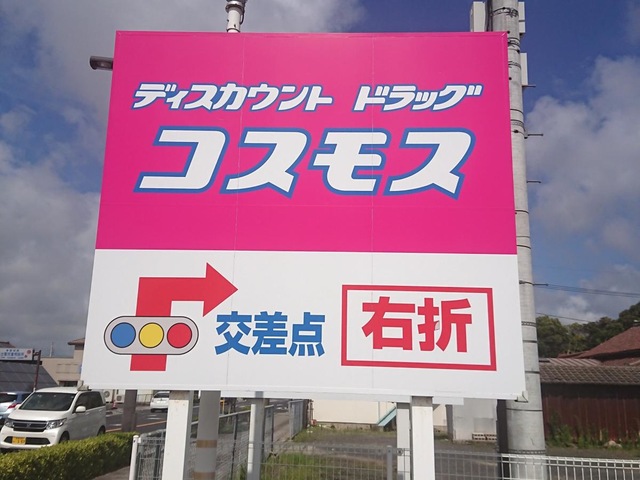 ディスカウント ドラッグ
コスモス
交差点
右折